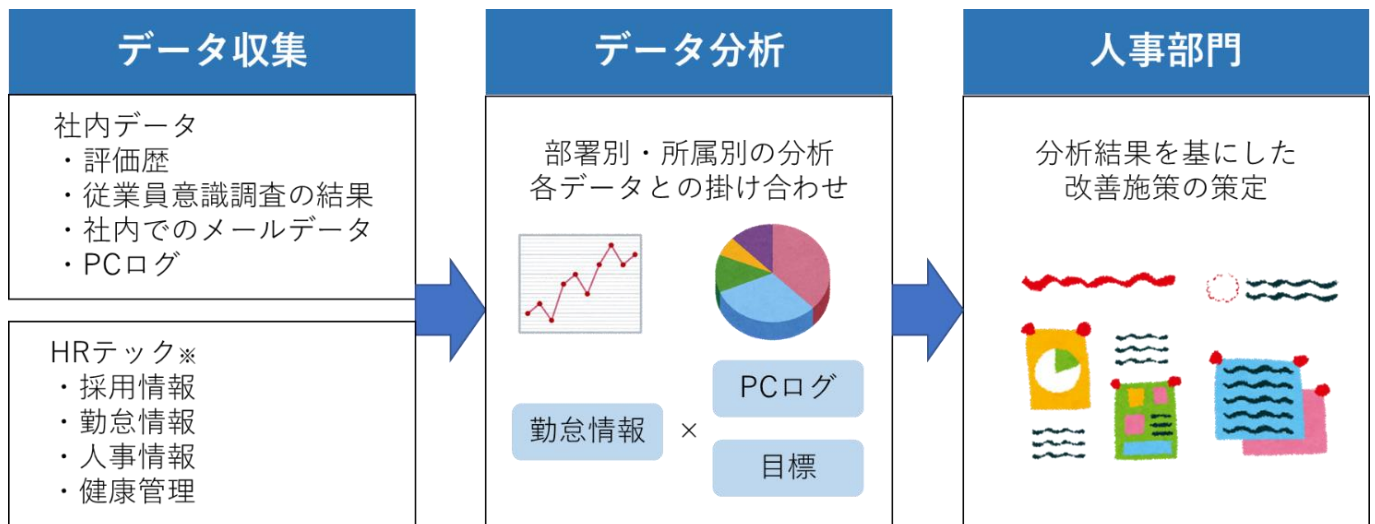 データ収集
社内データ
・評価歴
・従業員意識調査の結果
・社内でのメールデータ
・PCログ
HRテック※
・採用情報
・勤怠情報
・人事情報
・健康管理
データ分析
部署別・所属別の分析
各データとの掛け合わせ
勤怠情報
×
PCログ
目標
人事部門
分析結果を基にした
改善施策の策定